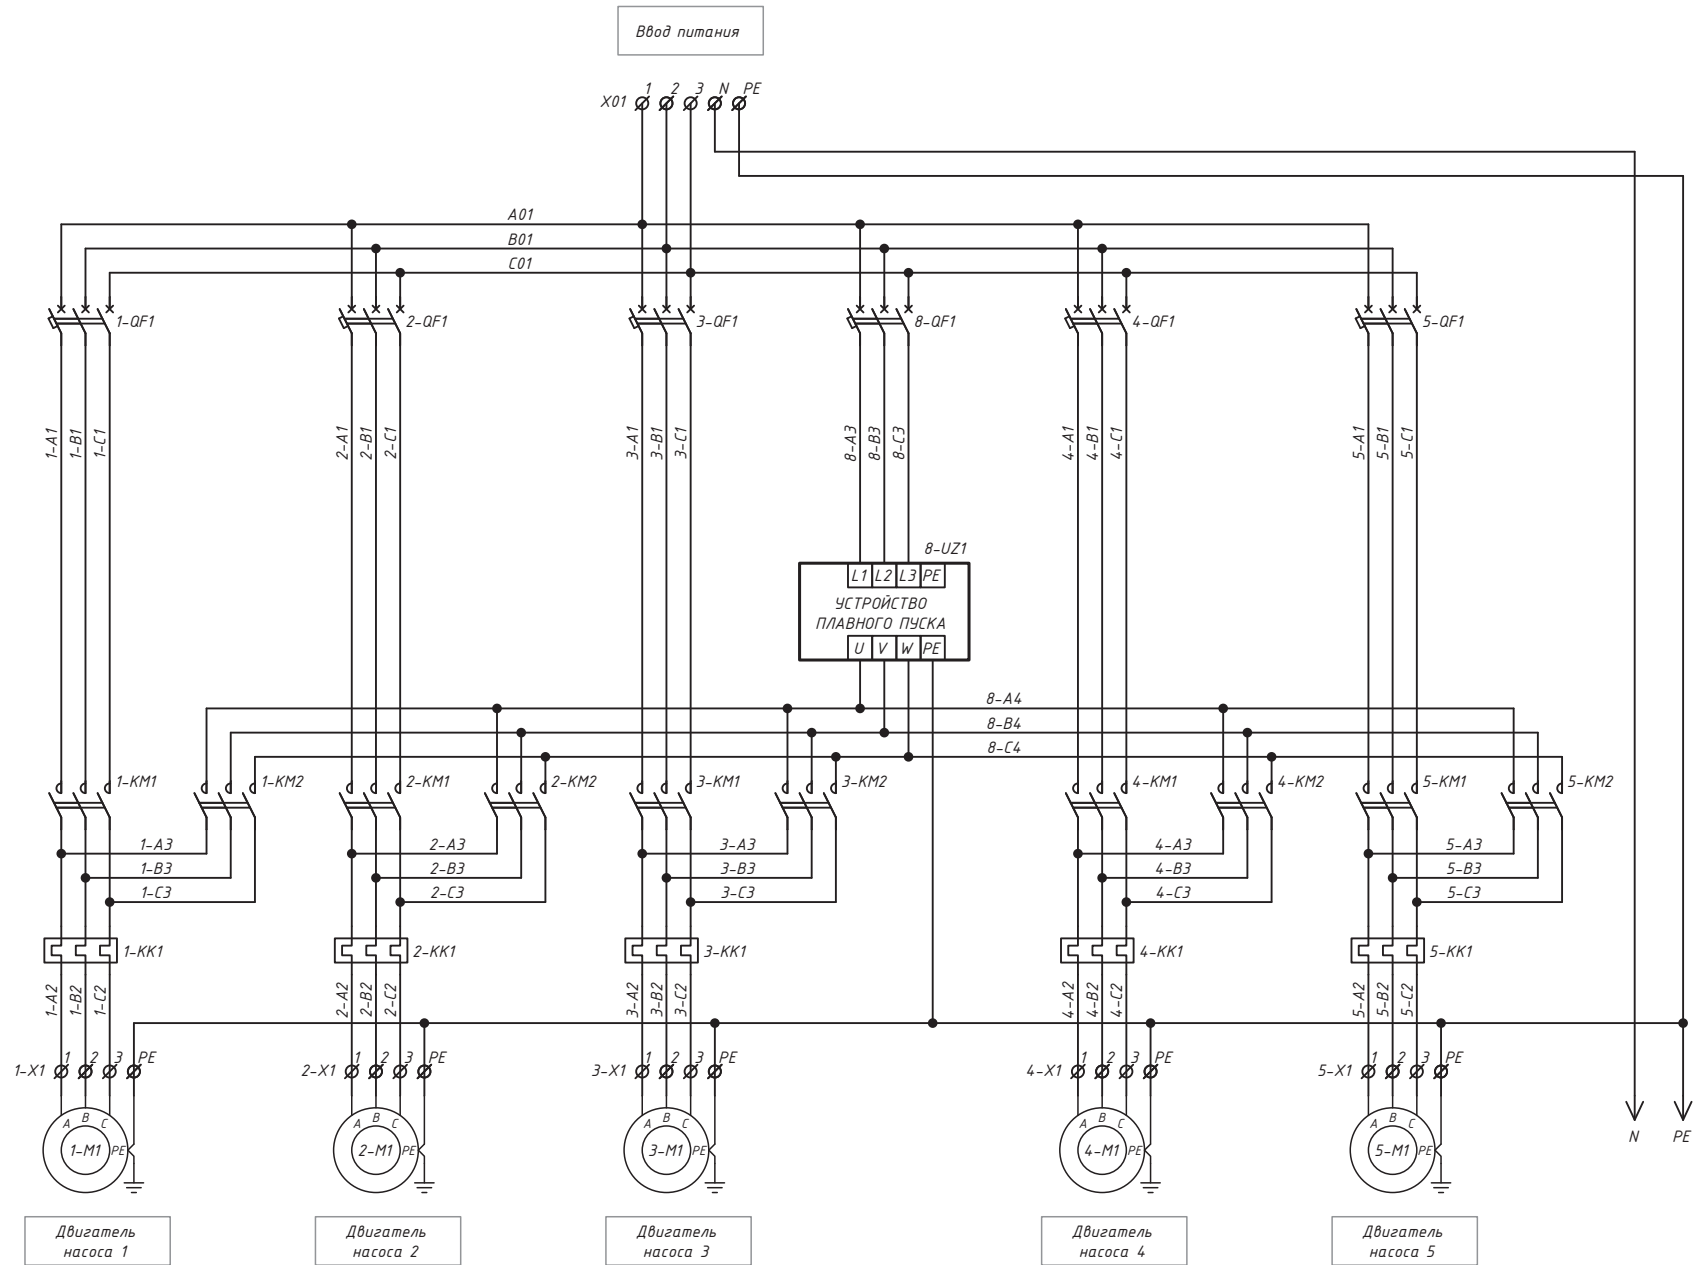 Ввод питания
X01 1 2 3 N PE
A01
B01
C01
1-QF1 2-QF1 3-QF1 8-QF1 4-QF1 5-QF1
1-A1 1-B1 1-C1 2-A1 2-B1 2-C1 3-A1 3-B1 3-C1 8-A3 8-B3 8-C3 4-A1 4-B1 4-C1 5-A1 5-B1 5-C1
8-UZ1
L1 L2 L3 PE
УСТРОЙСТВО
ПЛАВНОГО ПУСКА
U V W PE
8-A4
8-B4
8-C4
1-KM1 1-KM2 2-KM1 2-KM2 3-KM1 3-KM2 4-KM1 4-KM2 5-KM1 5-KM2
1-A3 2-A3 3-A3 4-A3 5-A3
1-B3 2-B3 3-B3 4-B3 5-B3
1-C3 2-C3 3-C3 4-C3 5-C3
1-KK1 2-KK1 3-KK1 4-KK1 5-KK1
1-A2 1-B2 1-C2 2-A2 2-B2 2-C2 3-A2 3-B2 3-C2 4-A2 4-B2 4-C2 5-A2 5-B2 5-C2
1-X1 1 2 3 PE 2-X1 1 2 3 PE 3-X1 1 2 3 PE 4-X1 1 2 3 PE 5-X1 1 2 3 PE
A B C A B C A B C A B C A B C
N PE
1-M1 PE 2-M1 PE 3-M1 PE 4-M1 PE 5-M1 PE
Двигатель
насоса 1
Двигатель
насоса 2
Двигатель
насоса 3
Двигатель
насоса 4
Двигатель
насоса 5